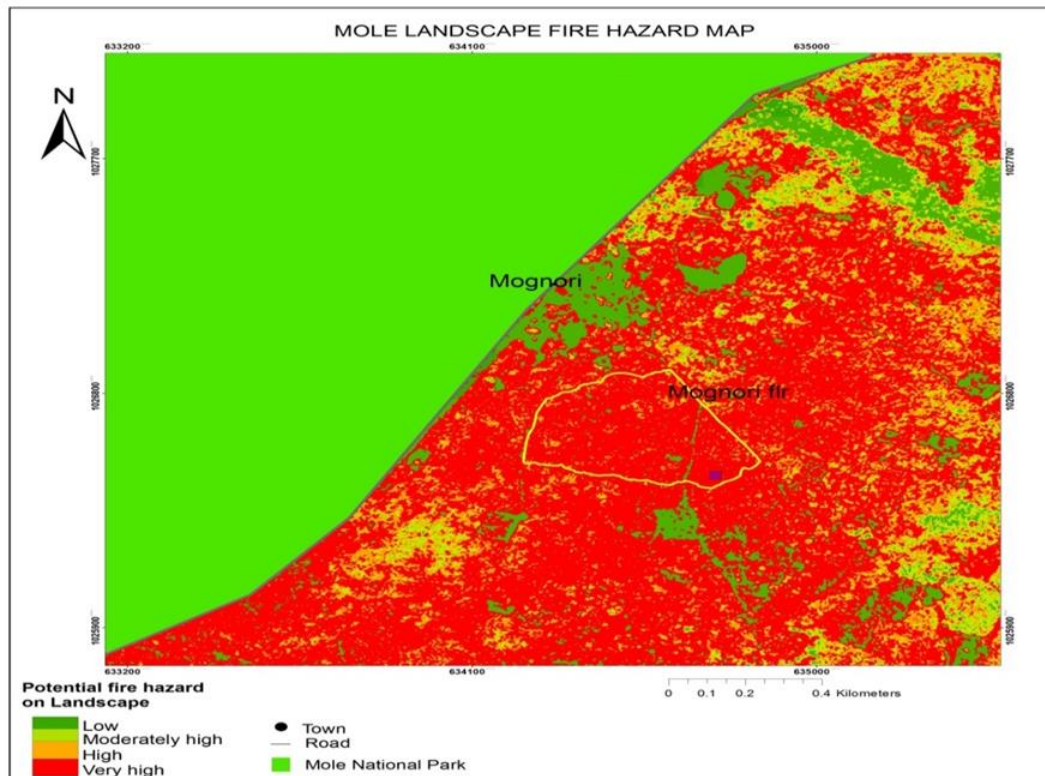 MOLE LANDSCAPE FIRE HAZARD MAP
633200 634100 635000
N
1027700 1027700
Mognori
1026800 Mognori flr 1026800
1025900 1025900
633200 634100 635000
Potential fire hazard
on Landscape
Low
Moderately high
High
Very high
Town
Road
Mole National Park
0 0.1 0.2 0.4 Kilometers